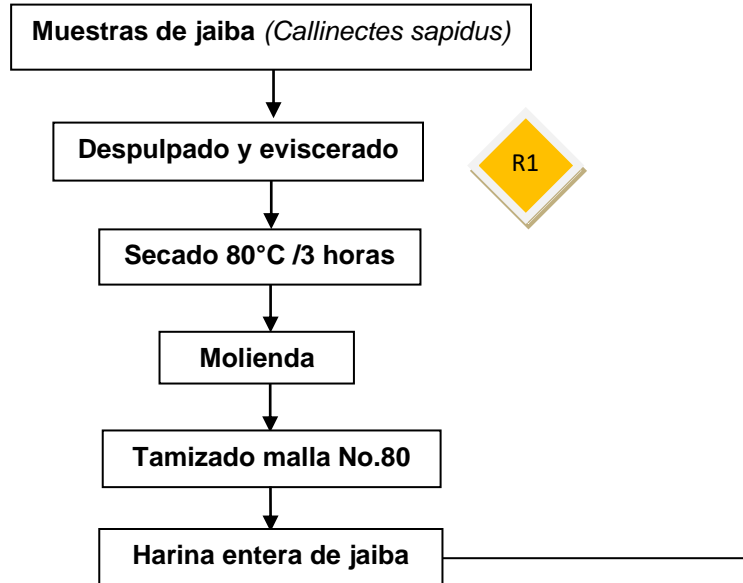 Muestras de jaiba (Callinectes sapidus)
Despulpado y eviscerado
R1
Secado 80°C /3 horas
Molienda
Tamizado malla No.80
Harina entera de jaiba